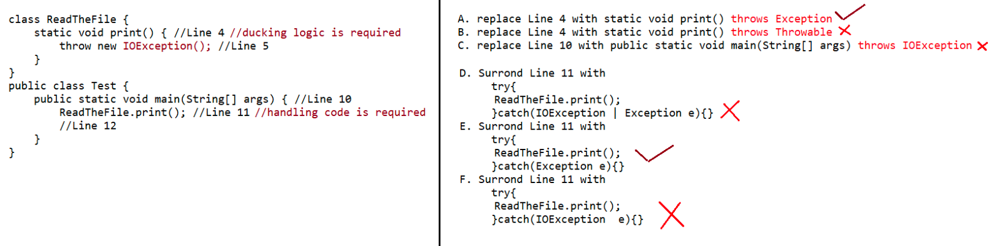 class ReadTheFile {
    static void print() { //Line 4 //ducking logic is required
        throw new IOException(); //Line 5
    }
}
public class Test {
    public static void main(String[] args) { //Line 10
        ReadTheFile.print(); //Line 11 //handling code is required
        //Line 12
    }
}
A. replace Line 4 with static void print() throws Exception
B. replace Line 4 with static void print() throws Throwable
C. replace Line 10 with public static void main(String[] args) throws IOException
D. Surrond Line 11 with
     try{
     ReadTheFile.print();
     }catch(IOException | Exception e){}
E. Surrond Line 11 with
     try{
     ReadTheFile.print();
     }catch(Exception e){}
F. Surrond Line 11 with
     try{
     ReadTheFile.print();
     }catch(IOException  e){}